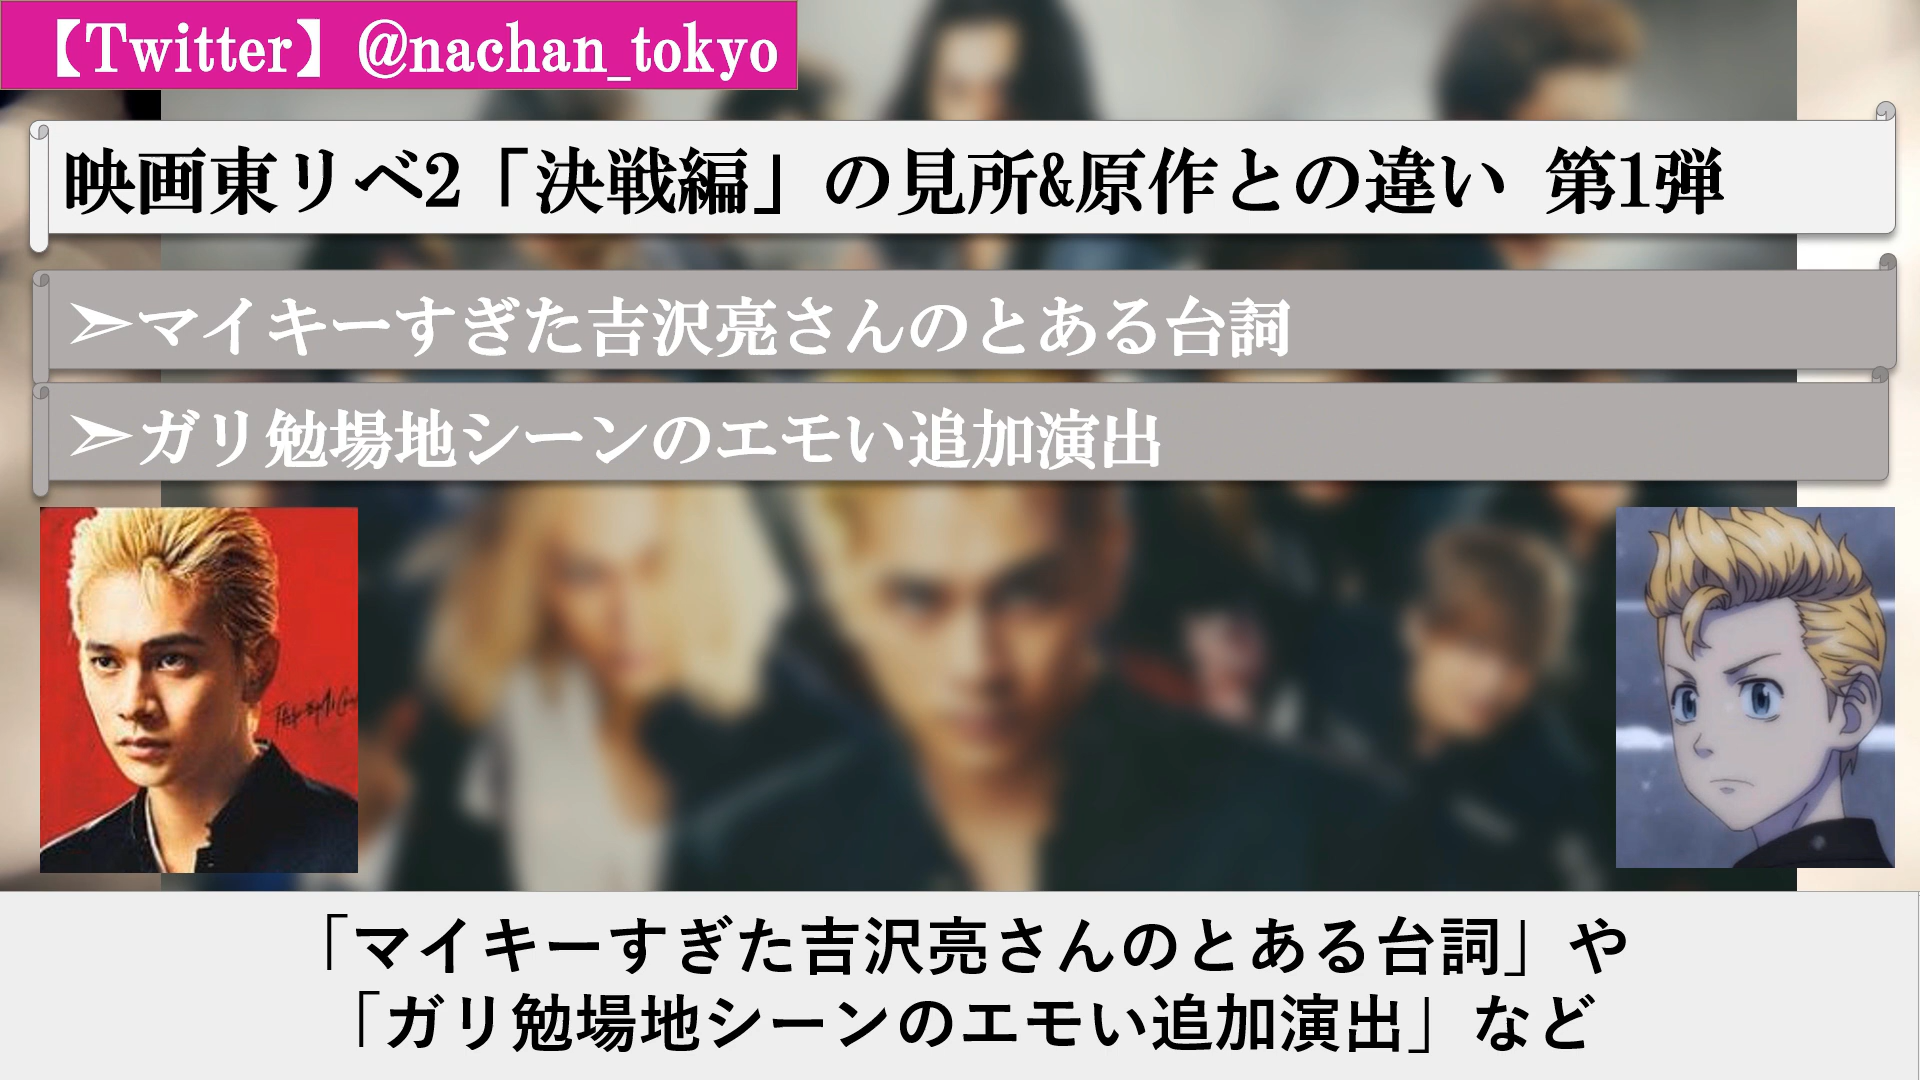 【Twitter】@nachan_tokyo
映画東リベ2「決戦編」の見所&原作との違い 第1弾
➢マイキーすぎた吉沢亮さんのとある台詞
➢ガリ勉場地シーンのエモい追加演出
「マイキーすぎた吉沢亮さんのとある台詞」や
「ガリ勉場地シーンのエモい追加演出」など